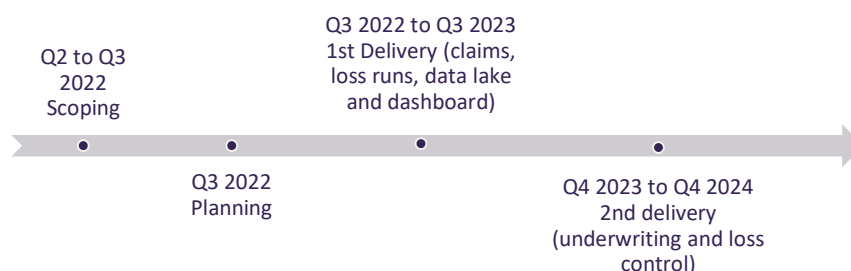 Q2 to Q3
2022
Scoping
Q3 2022
Planning
Q3 2022 to Q3 2023
1st Delivery (claims,
loss runs, data lake
and dashboard)
Q4 2023 to Q4 2024
2nd delivery
(underwriting and loss
control)